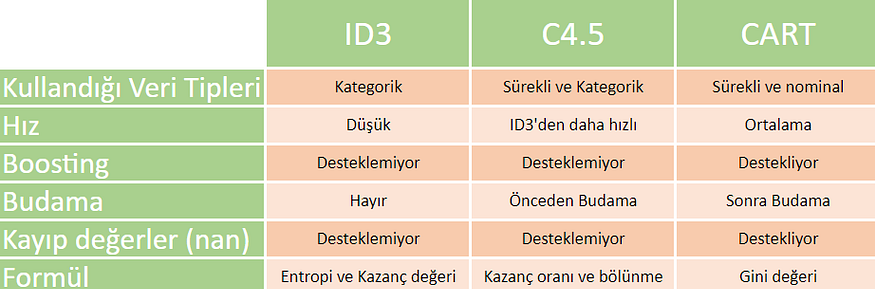 ID3 C4.5 CART
Kullandığı Veri Tipleri Kategorik Sürekli ve Kategorik Sürekli ve nominal
Hız Düşük ID3'den daha hızlı Ortalama
Boosting Desteklemiyor Desteklemiyor Destekliyor
Budama Hayır Önceden Budama Sonra Budama
Kayıp değerler (nan) Desteklemiyor Desteklemiyor Destekliyor
Formül Entropi ve Kazanç değeri Kazanç oranı ve bölünme Gini değeri